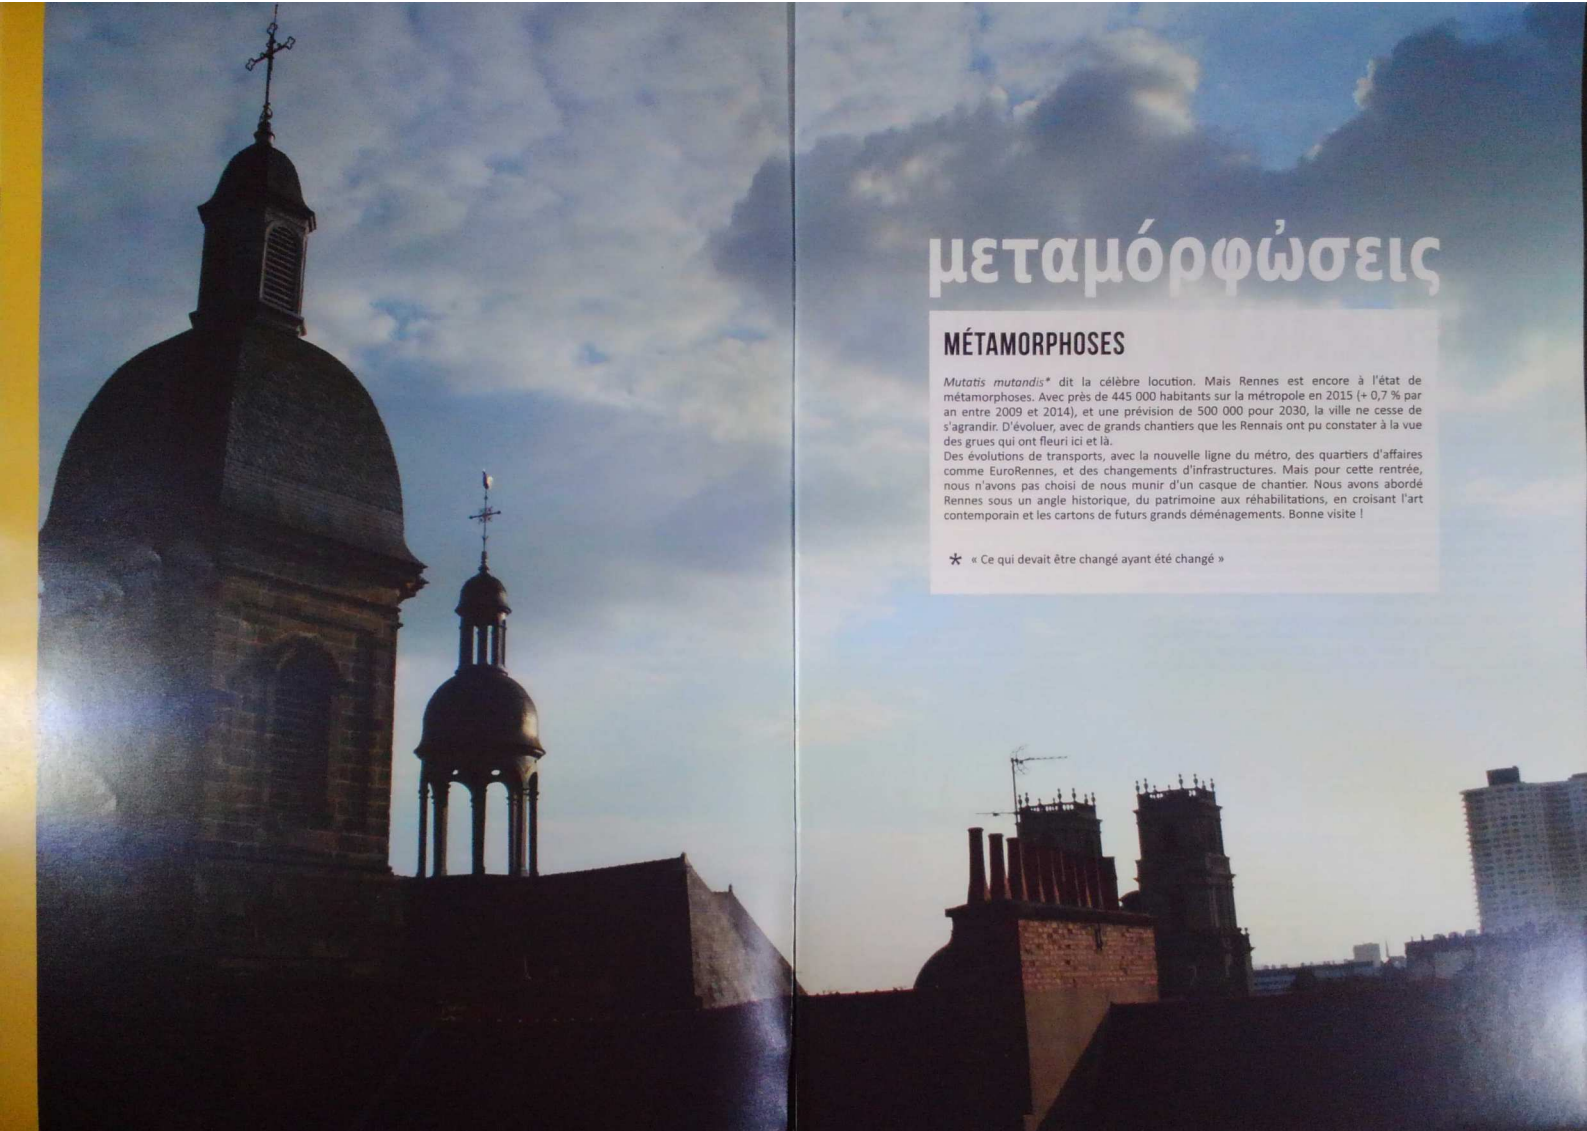 μεταμόρφὠσεις
MÉTAMORPHOSES
Mutatis mutandis* dit la célèbre locution. Mais Rennes est encore à l'état de
métamorphoses. Avec près de 445 000 habitants sur la métropole en 2015 (+ 0,7 % par
an entre 2009 et 2014), et une prévision de 500 000 pour 2030, la ville ne cesse de
s'agrandir. D'évoluer, avec de grands chantiers que les Rennais ont pu constater à la vue
des grues qui ont fleuri ici et là.
Des évolutions de transports, avec la nouvelle ligne du métro, des quartiers d'affaires
comme EuroRennes, et des changements d'infrastructures. Mais pour cette rentrée,
nous n'avons pas choisi de nous munir d'un casque de chantier. Nous avons abordé
Rennes sous un angle historique, du patrimoine aux réhabilitations, en croisant l'art
contemporain et les cartons de futurs grands déménagements. Bonne visite !
* « Ce qui devait être changé ayant été changé »